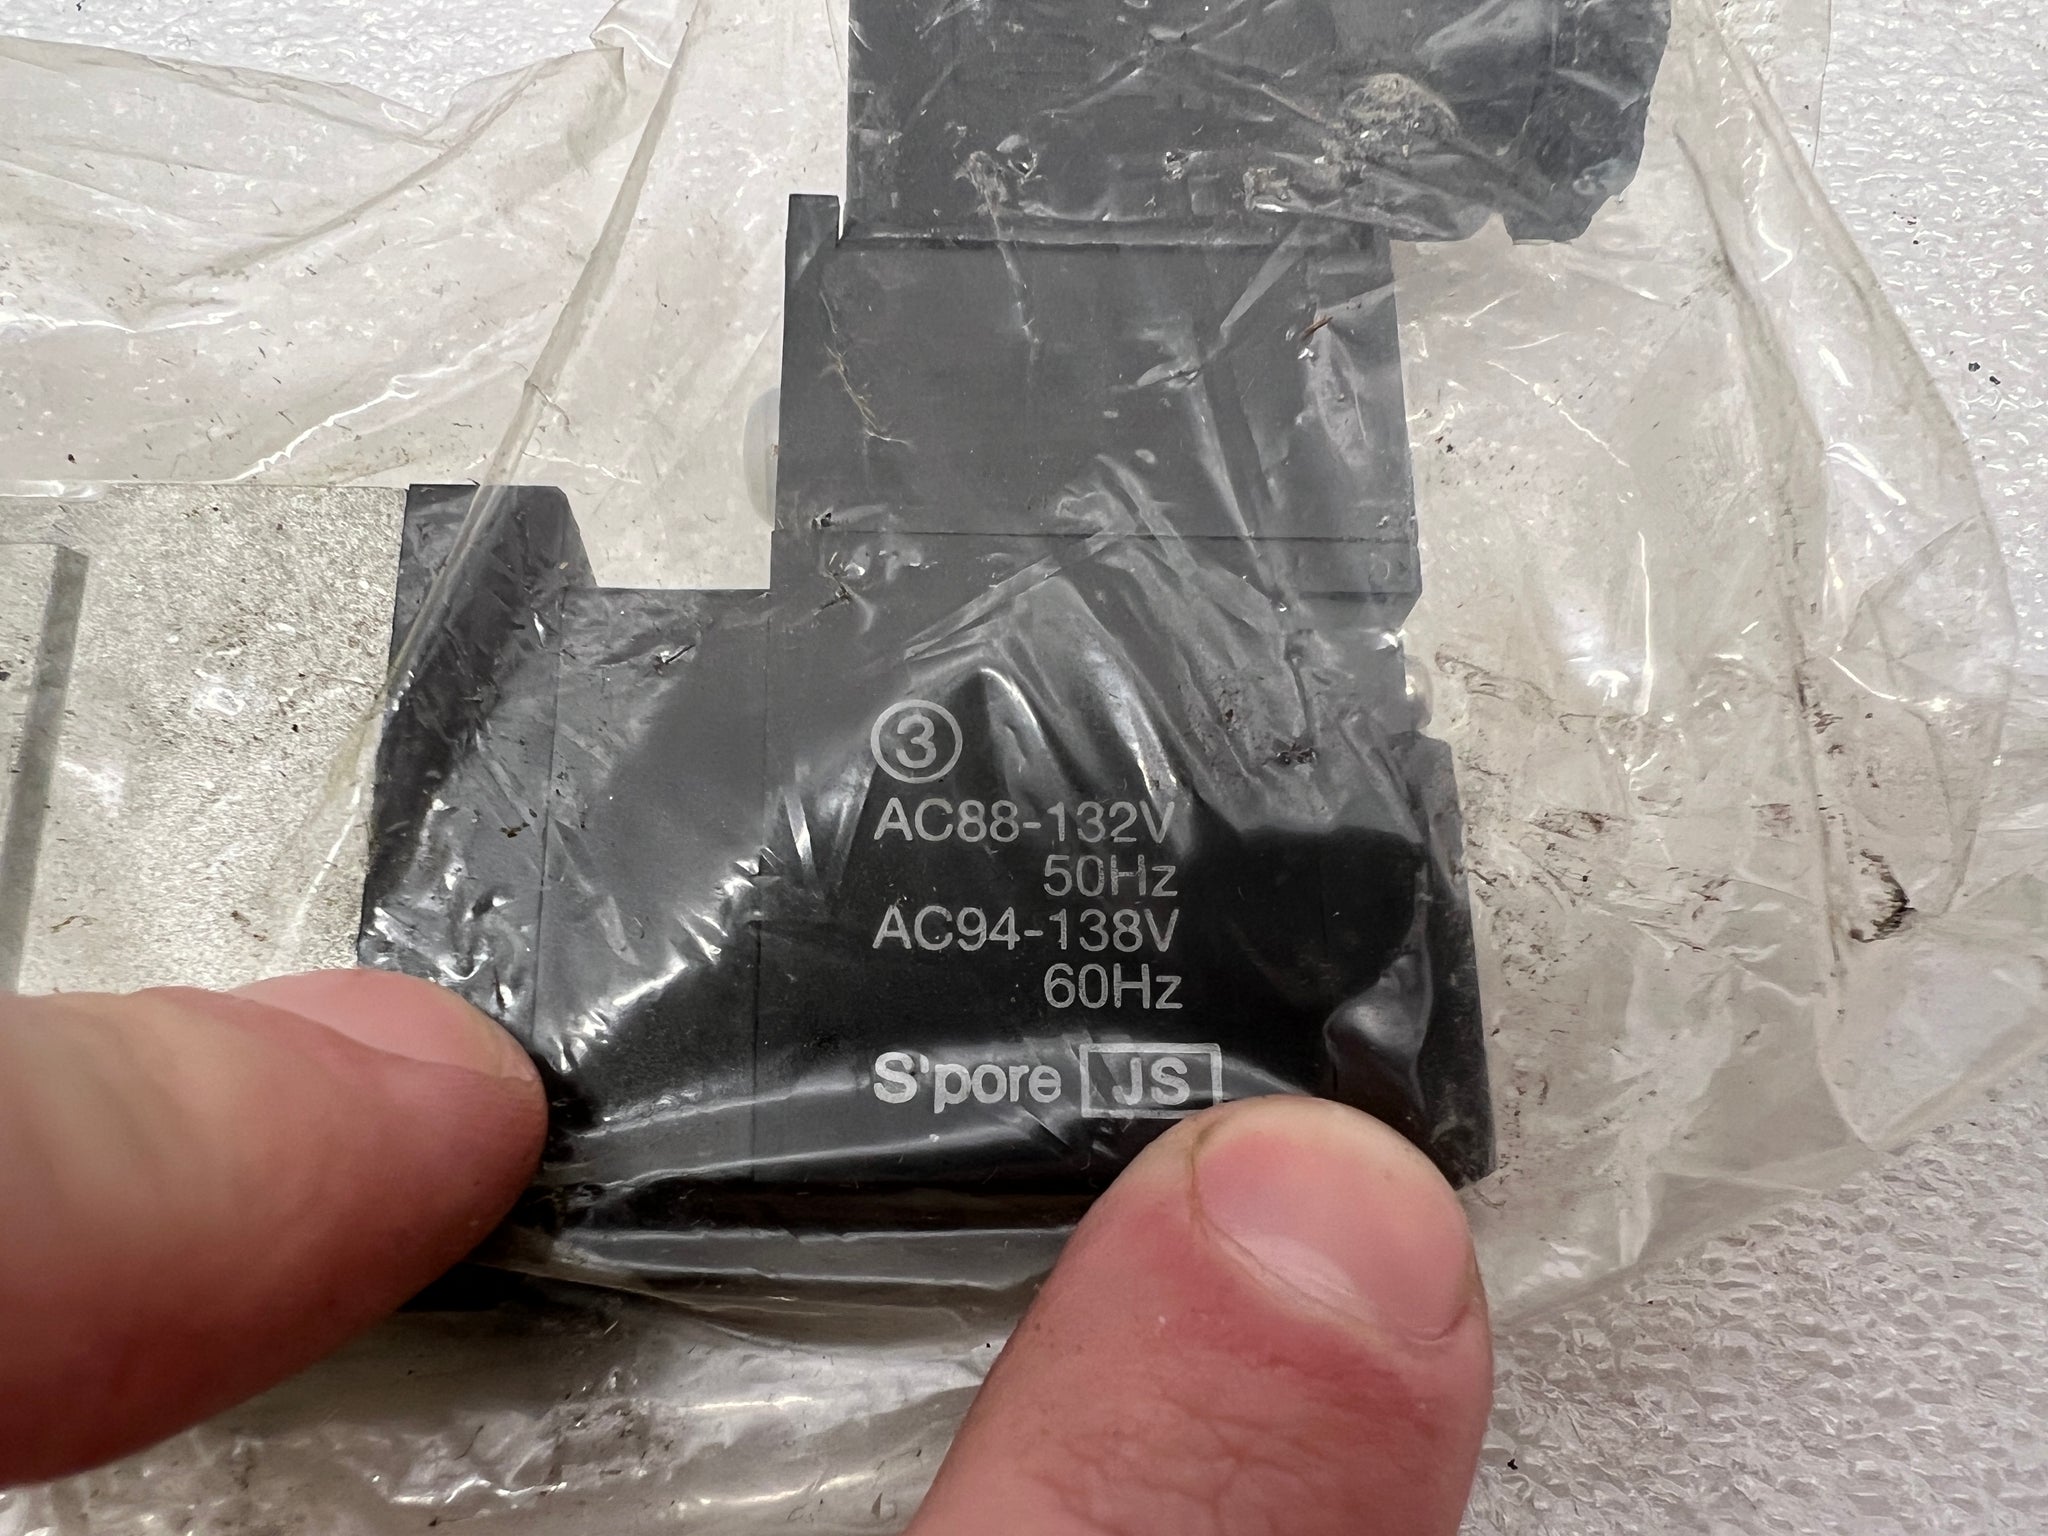 ③
AC88-132V
50Hz
AC94-138V
60Hz
S'pore JS